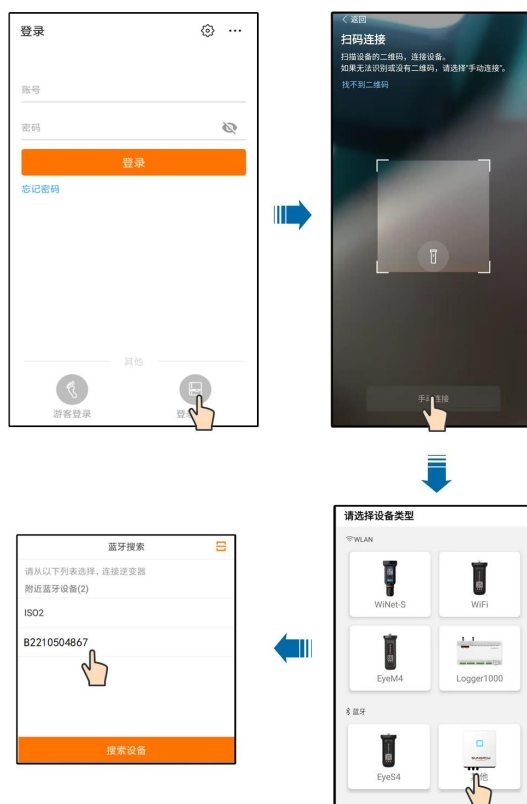 登录
账号
密码
登录
忘记密码
其他
游客登录
登
返回
扫码连接
扫描设备的二维码，连接设备。
如果无法识别或没有二维码，请选择“手动连接”。
找不到二维码
手动连接
请选择设备类型
WLAN
WiNet-S
WiFi
EyeM4
Logger1000
蓝牙
EyeS4
其他
蓝牙搜索
请从以下列表选择，连接逆变器
附近蓝牙设备(2)
ISO2
B2210504867
搜索设备